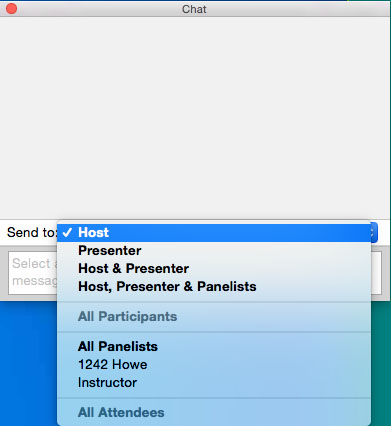 Chat
Send to: ✓ Host
Presenter
Host & Presenter
Host, Presenter & Panelists
Select
messag
All Participants
All Panelists
1242 Howe
Instructor
All Attendees